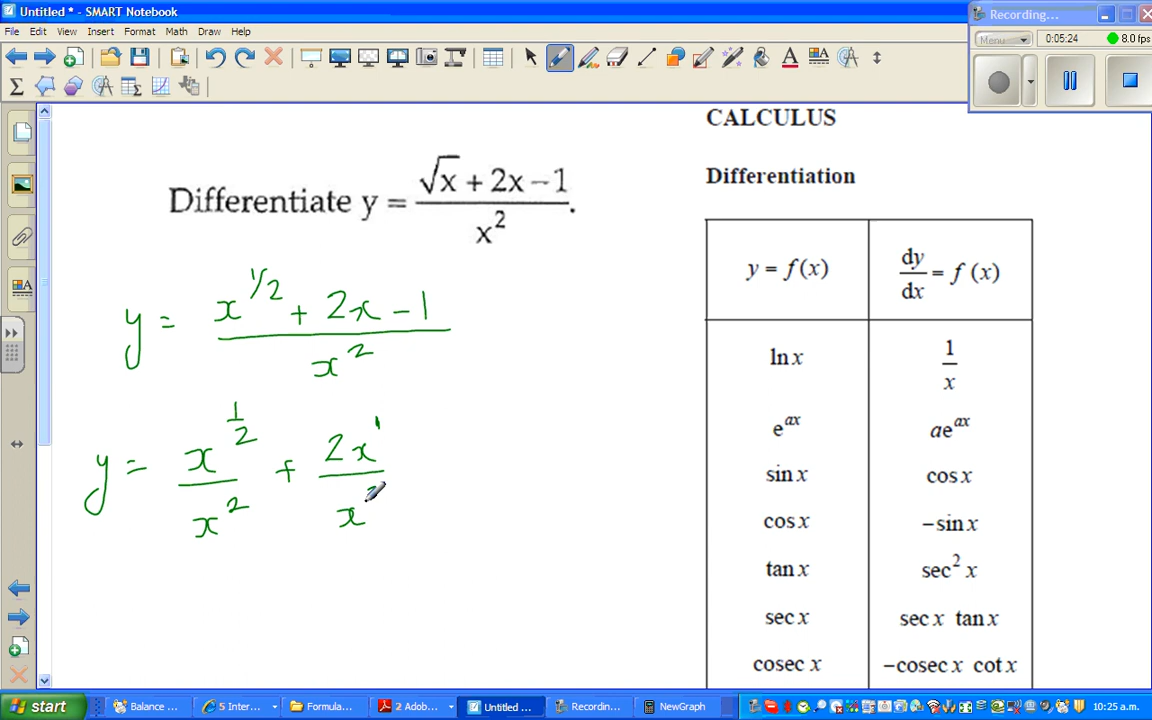 Untitled * - SMART Notebook
Recording...
File Edit View Insert Format Math Draw Help
Menu 0:05:24 8.0 fps
CALCULUS
Differentiation
Differentiate y = (√x + 2x − 1) / x².
y = (x^1/2 + 2x − 1) / x²
y = x^(1/2) / x² + 2x¹ / x
y = f(x) dy/dx = f (x)
ln x 1/x
e^ax ae^ax
sin x cos x
cos x −sin x
tan x sec² x
sec x sec x tan x
cosec x −cosec x cot x
start Balance ... 5 Inter... Formula... 2 Adob... Untitled ... Recordin... NewGraph 10:25 a.m.